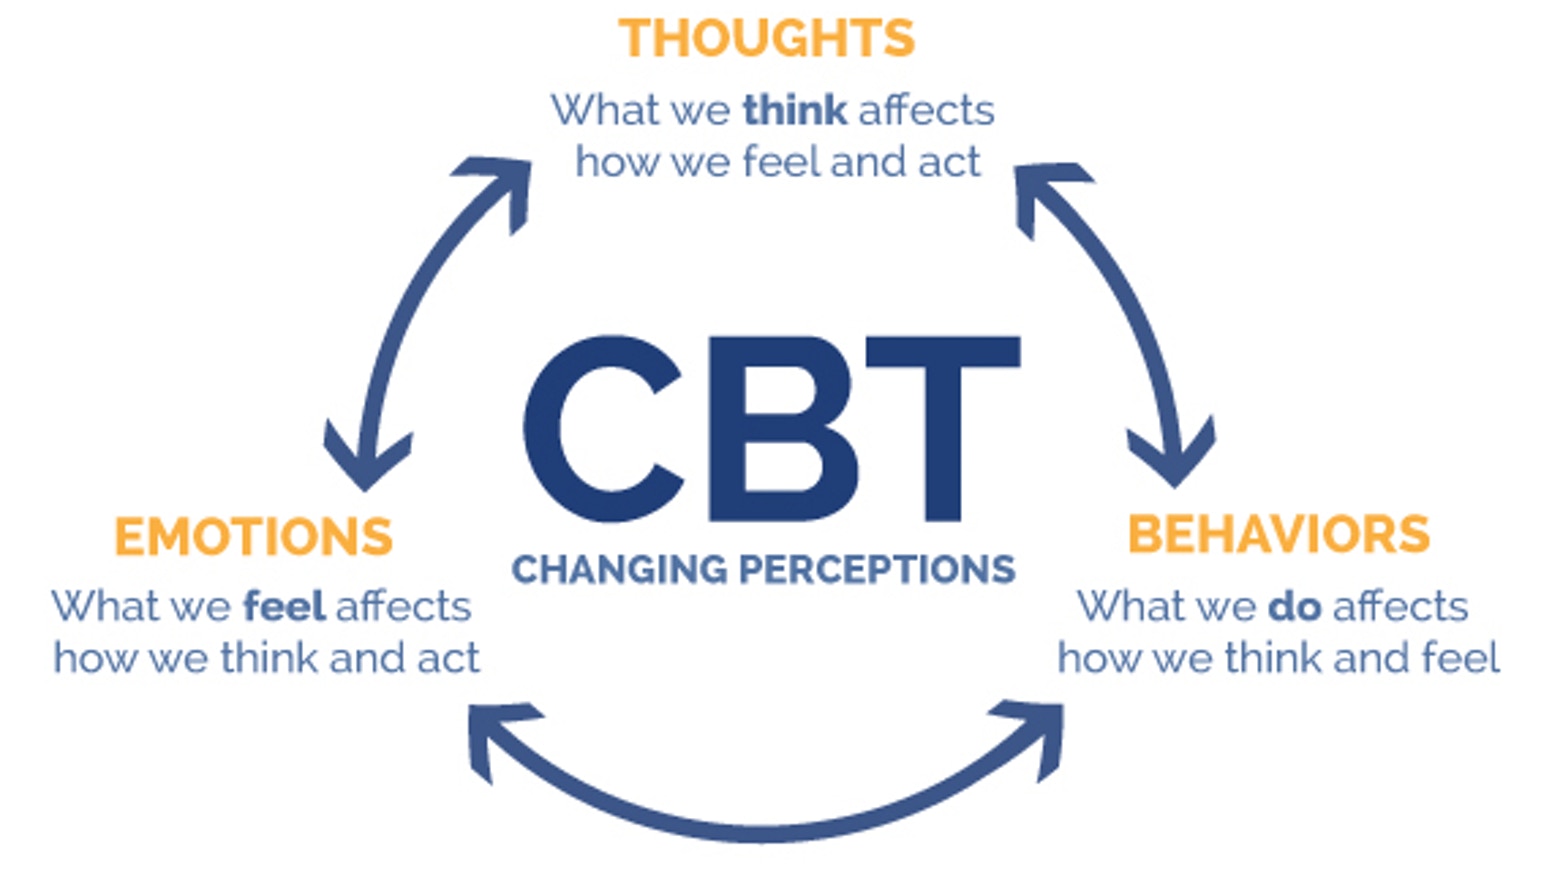 THOUGHTS
What we think affects
how we feel and act
CBT
CHANGING PERCEPTIONS
EMOTIONS
What we feel affects
how we think and act
BEHAVIORS
What we do affects
how we think and feel